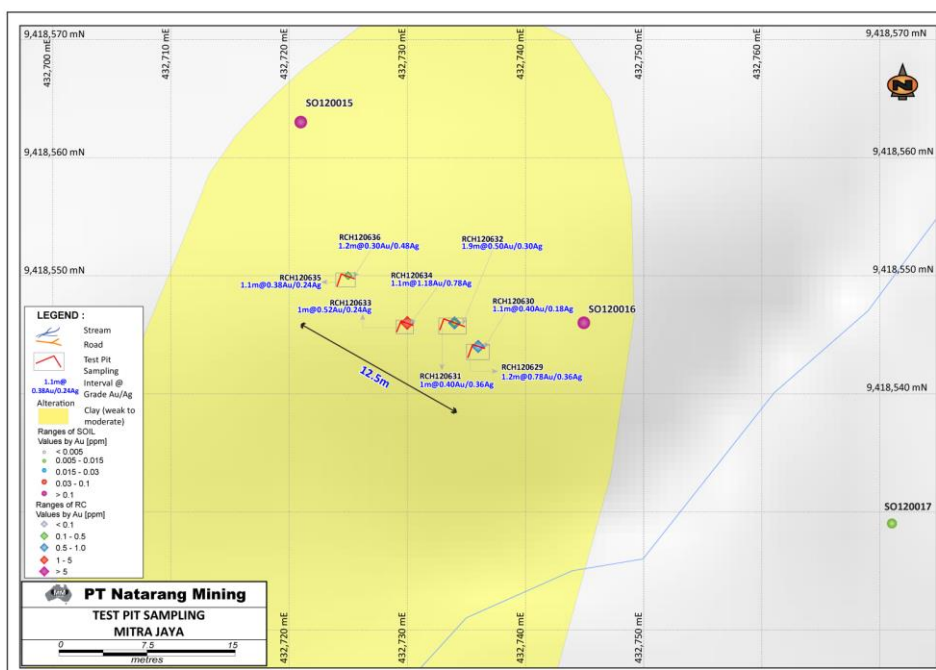 9,418,570 mN
432,700 mE
432,710 mE
432,720 mE
432,730 mE
432,740 mE
432,750 mE
432,760 mE
9,418,570 mN
N
SO120015
9,418,560 mN
9,418,560 mN
RCH120636
1.2m@0.30Au/0.48Ag
RCH120632
1.9m@0.50Au/0.30Ag
9,418,550 mN
9,418,550 mN
RCH120635
1.1m@0.38Au/0.24Ag
RCH120634
1.1m@1.18Au/0.78Ag
RCH120633
1m@0.52Au/0.24Ag
RCH120630
1.1m@0.40Au/0.18Ag
SO120016
RCH120631
1m@0.40Au/0.36Ag
RCH120629
1.2m@0.78Au/0.36Ag
12.5m
9,418,540 mN
SO120017
LEGEND :
Stream
Road
Test Pit
Sampling
1.1m@
0.38Au/0.24Ag
Interval @
Grade Au/Ag
Alteration
Clay (weak to
moderate)
Ranges of SOIL
Values by Au [ppm]
< 0.005
0.005 - 0.015
0.015 - 0.03
0.03 - 0.1
> 0.1
Ranges of RC
Values by Au [ppm]
< 0.1
0.1 - 0.5
0.5 - 1.0
1 - 5
> 5
PT Natarang Mining
TEST PIT SAMPLING
MITRA JAYA
0 7.5 15
metres
432,720 mE
432,730 mE
432,740 mE
432,750 mE
432,760 mE